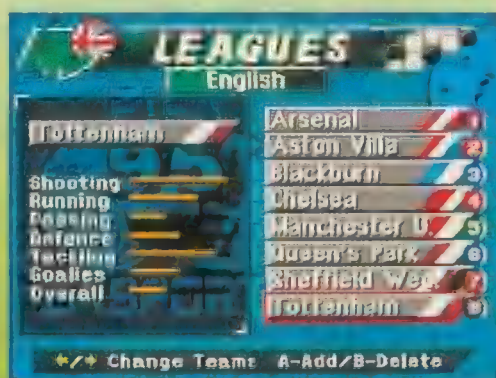 LEAGUES
English
Tottenham
Shooting
Running
Passing
Defence
Tackling
Goalies
Overall
Arsenal 1
Aston Villa 2
Blackburn 3
Chelsea 4
Manchester U. 5
Queen's Park 6
Sheffield Wed. 7
Tottenham 8
←/→ Change Team: A-Add/B-Delete